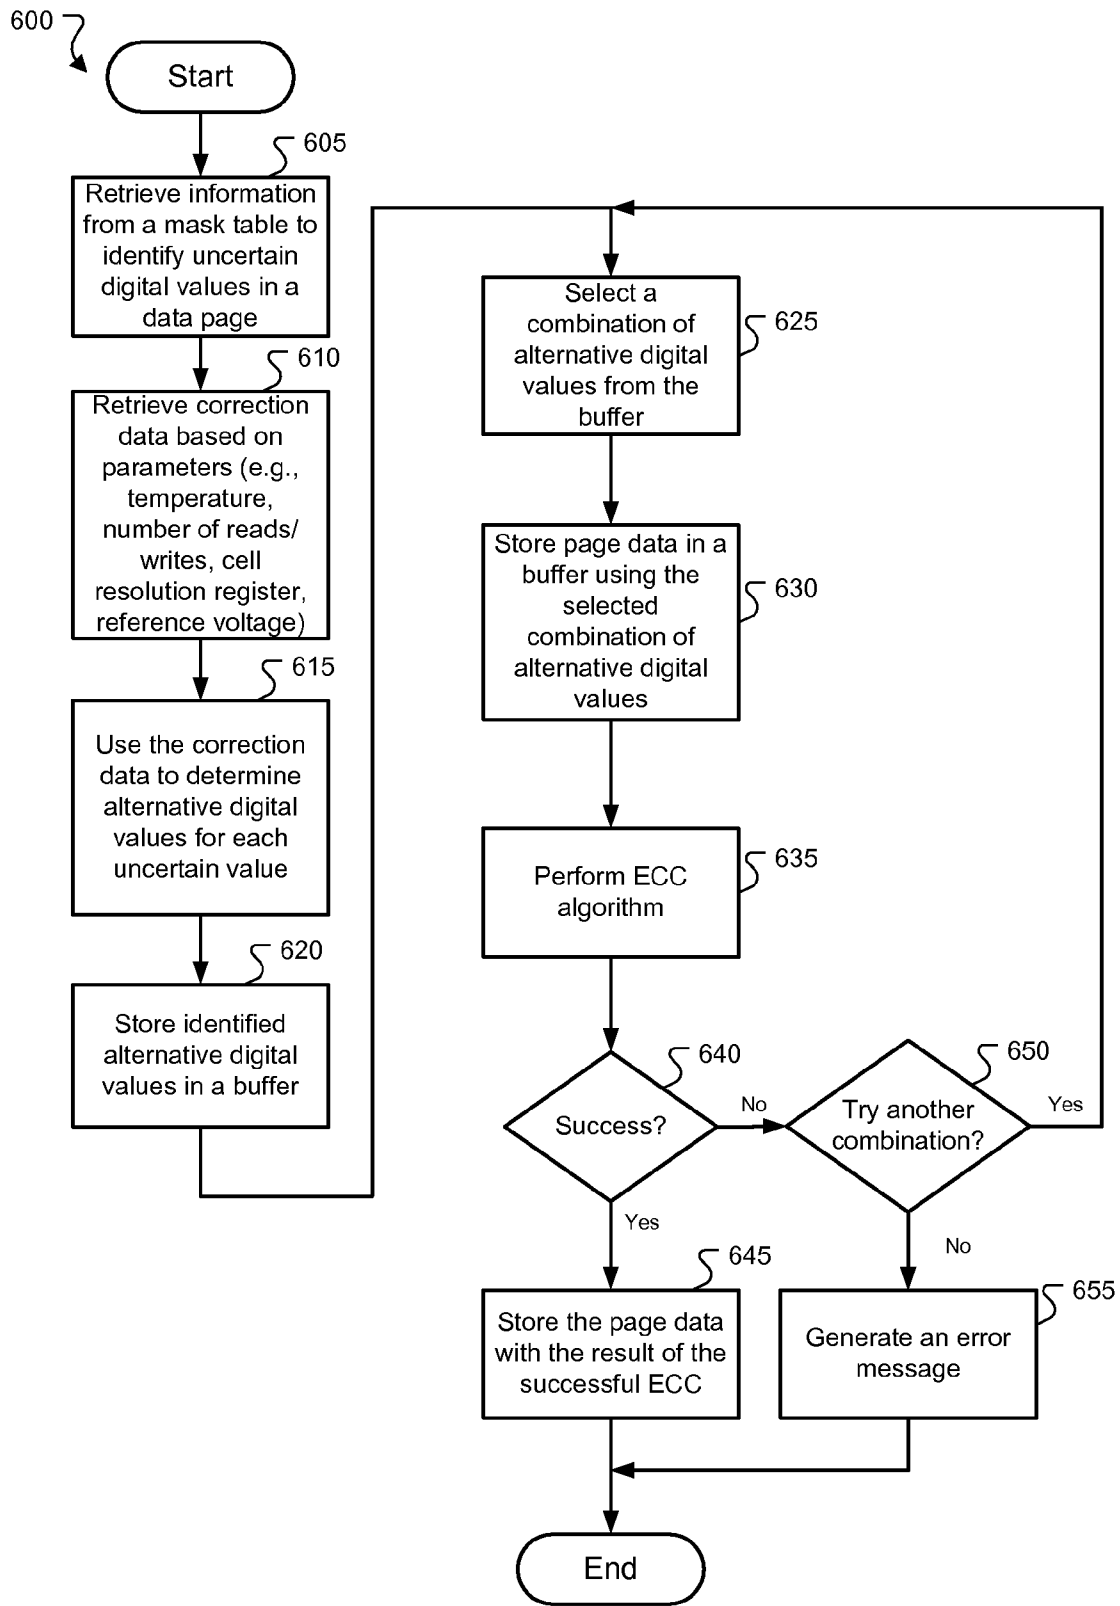 600
Start
605
Retrieve information
from a mask table to
identify uncertain
digital values in a
data page
610
Retrieve correction
data based on
parameters (e.g.,
temperature,
number of reads/
writes, cell
resolution register,
reference voltage)
615
Use the correction
data to determine
alternative digital
values for each
uncertain value
620
Store identified
alternative digital
values in a buffer
625
Select a
combination of
alternative digital
values from the
buffer
630
Store page data in a
buffer using the
selected
combination of
alternative digital
values
635
Perform ECC
algorithm
640
Success?
No
Yes
650
Try another
combination?
Yes
No
645
Store the page data
with the result of the
successful ECC
655
Generate an error
message
End